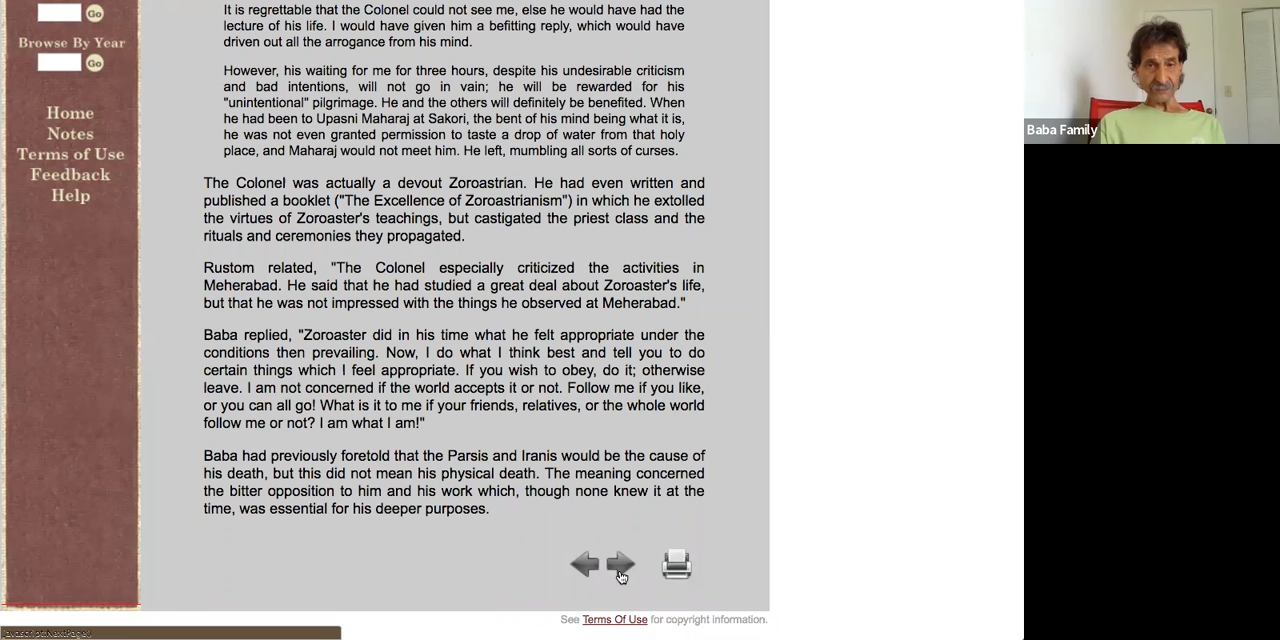 Go
Browse By Year
Go
Home
Notes
Terms of Use
Feedback
Help
It is regrettable that the Colonel could not see me, else he would have had the
lecture of his life. I would have given him a befitting reply, which would have
driven out all the arrogance from his mind.
However, his waiting for me for three hours, despite his undesirable criticism
and bad intentions, will not go in vain; he will be rewarded for his
"unintentional" pilgrimage. He and the others will definitely be benefited. When
he had been to Upasni Maharaj at Sakori, the bent of his mind being what it is,
he was not even granted permission to taste a drop of water from that holy
place, and Maharaj would not meet him. He left, mumbling all sorts of curses.
The Colonel was actually a devout Zoroastrian. He had even written and
published a booklet ("The Excellence of Zoroastrianism") in which he extolled
the virtues of Zoroaster's teachings, but castigated the priest class and the
rituals and ceremonies they propagated.
Rustom related, "The Colonel especially criticized the activities in
Meherabad. He said that he had studied a great deal about Zoroaster's life,
but that he was not impressed with the things he observed at Meherabad."
Baba replied, "Zoroaster did in his time what he felt appropriate under the
conditions then prevailing. Now, I do what I think best and tell you to do
certain things which I feel appropriate. If you wish to obey, do it; otherwise
leave. I am not concerned if the world accepts it or not. Follow me if you like,
or you can all go! What is it to me if your friends, relatives, or the whole world
follow me or not? I am what I am!"
Baba had previously foretold that the Parsis and Iranis would be the cause of
his death, but this did not mean his physical death. The meaning concerned
the bitter opposition to him and his work which, though none knew it at the
time, was essential for his deeper purposes.
See Terms Of Use for copyright information.
javascript:NextPage()
Baba Family